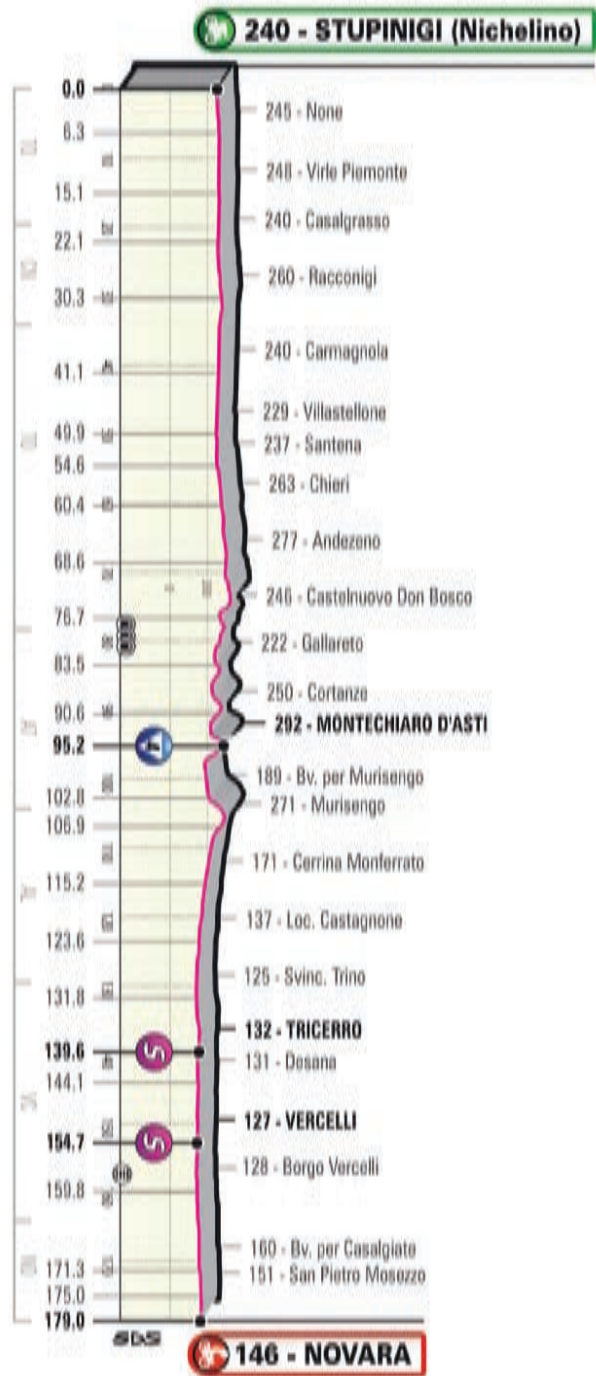 240 - STUPINIGI (Nichelino)
0.0
245 - None
6.3
248 - Virle Piemonte
15.1
240 - Casalgrasso
22.1
260 - Racconigi
30.3
240 - Carmagnola
41.1
229 - Villastellone
49.9
237 - Santena
54.6
263 - Chieri
60.4
277 - Andezeno
68.6
246 - Castelnuovo Don Bosco
76.7
222 - Gallareto
83.5
250 - Cortanze
90.6
292 - MONTECHIARO D'ASTI
95.2
189 - Bv. per Murisengo
102.8
271 - Murisengo
106.9
171 - Cerrina Monferrato
115.2
137 - Loc. Castagnone
123.6
125 - Svinc. Trino
131.8
132 - TRICERRO
139.6
S
131 - Desana
144.1
127 - VERCELLI
154.7
S
128 - Borgo Vercelli
159.8
160 - Bv. per Casalgiate
171.3
151 - San Pietro Mosezzo
175.0
179.0
SDS
146 - NOVARA